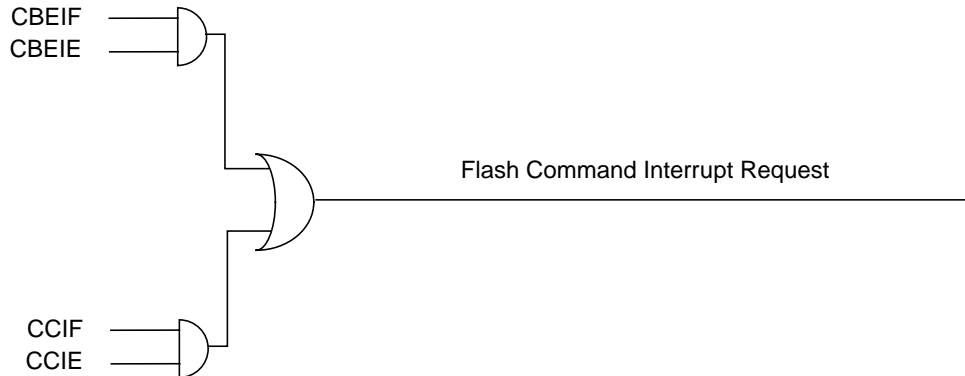 CBEIF
CBEIE
Flash Command Interrupt Request
CCIF
CCIE